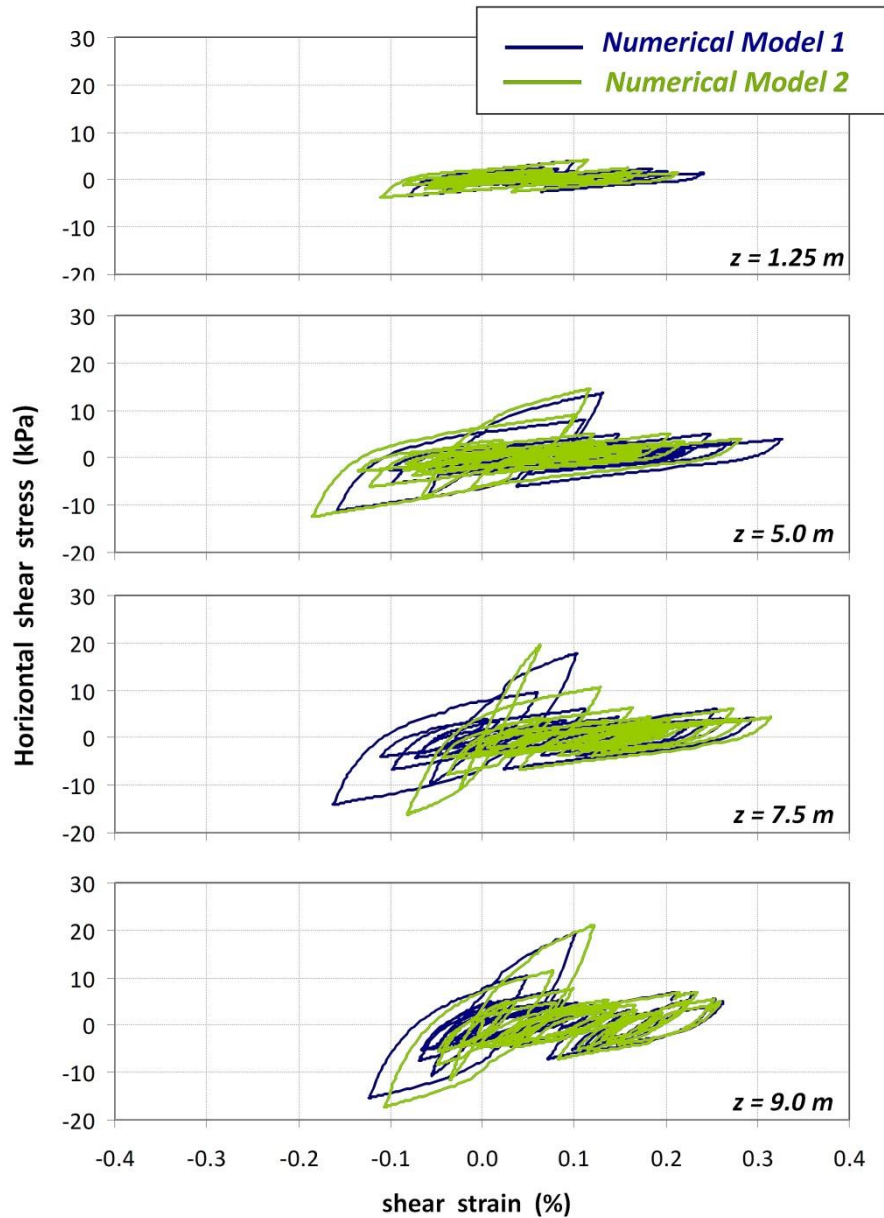 Numerical Model 1
Numerical Model 2
30
20
10
0
-10
-20
z = 1.25 m
30
20
10
0
-10
-20
z = 5.0 m
30
20
10
0
-10
-20
z = 7.5 m
30
20
10
0
-10
-20
z = 9.0 m
Horizontal shear stress (kPa)
-0.4 -0.3 -0.2 -0.1 0.0 0.1 0.2 0.3 0.4
shear strain (%)